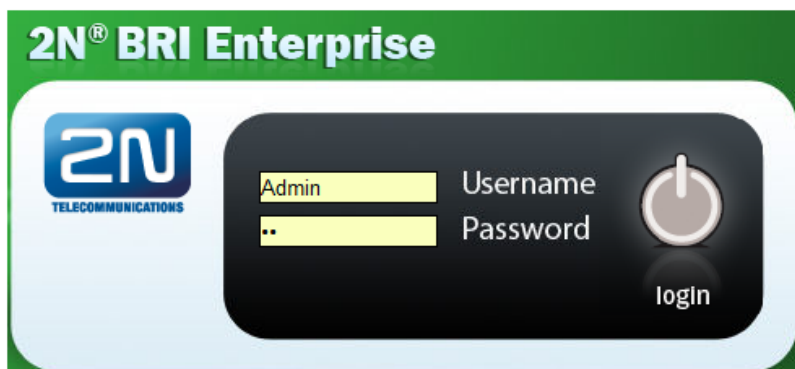 2N® BRI Enterprise
2N
TELECOMMUNICATIONS
Admin Username
•• Password
login